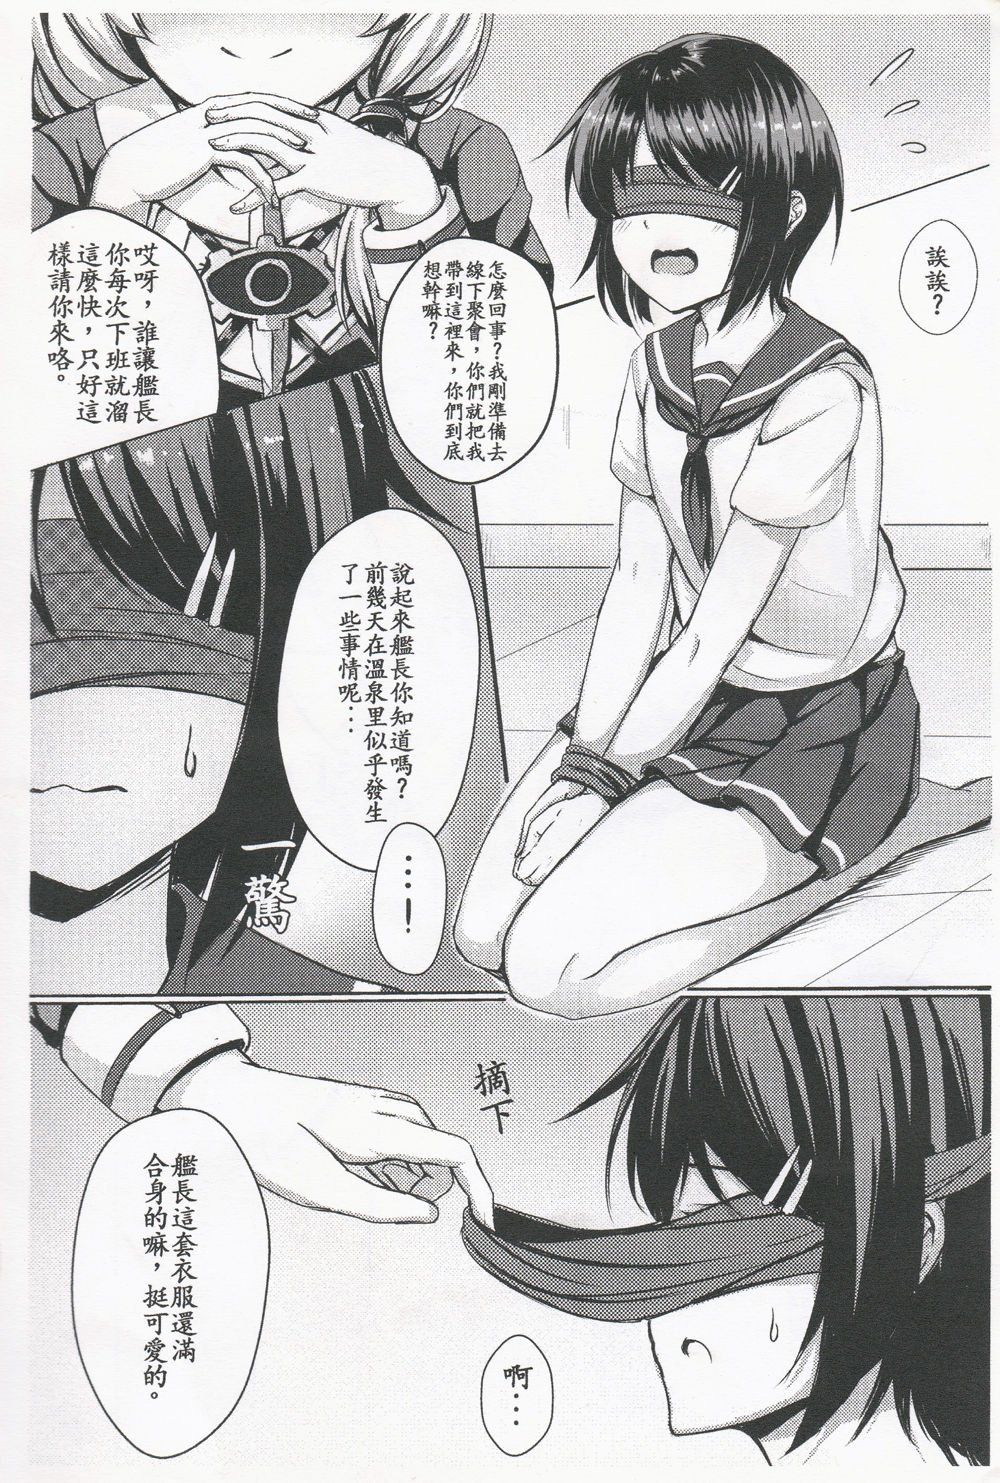 誒誒?
怎麼回事?我剛準備去
線下聚會,你們就把我
帶到這裡來,你們到底
想幹嘛?
哎呀,誰讓艦長
你每次下班就溜
這麼快,只好這
樣請你來咯。
說起來艦長你知道嗎?
前幾天在溫泉里似乎發生
了一些事情呢…
…!
一驚
摘下
艦長這套衣服還滿
合身的嘛,挺可愛的。
啊…